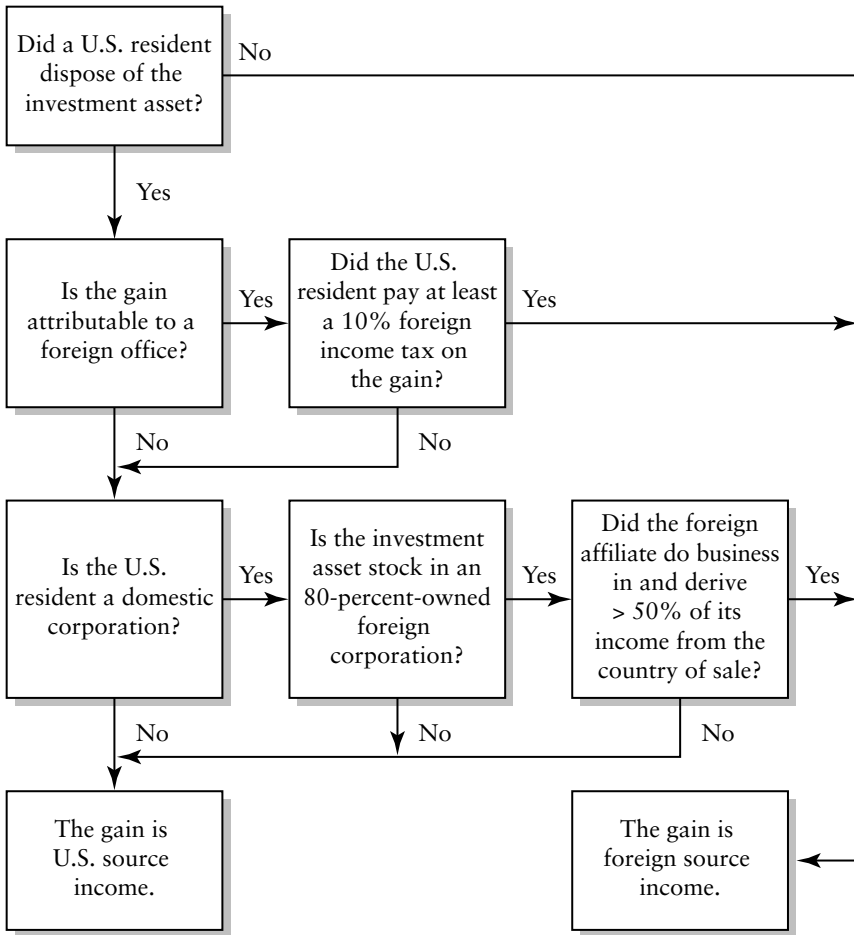 Did a U.S. resident
dispose of the
investment asset?
No
Yes
Is the gain
attributable to a
foreign office?
Yes
Did the U.S.
resident pay at least
a 10% foreign
income tax on
the gain?
Yes
No
No
Is the U.S.
resident a domestic
corporation?
Yes
Is the investment
asset stock in an
80-percent-owned
foreign
corporation?
Yes
Did the foreign
affiliate do business
in and derive
> 50% of its
income from the
country of sale?
Yes
No
No
No
The gain is
U.S. source
income.
The gain is
foreign source
income.